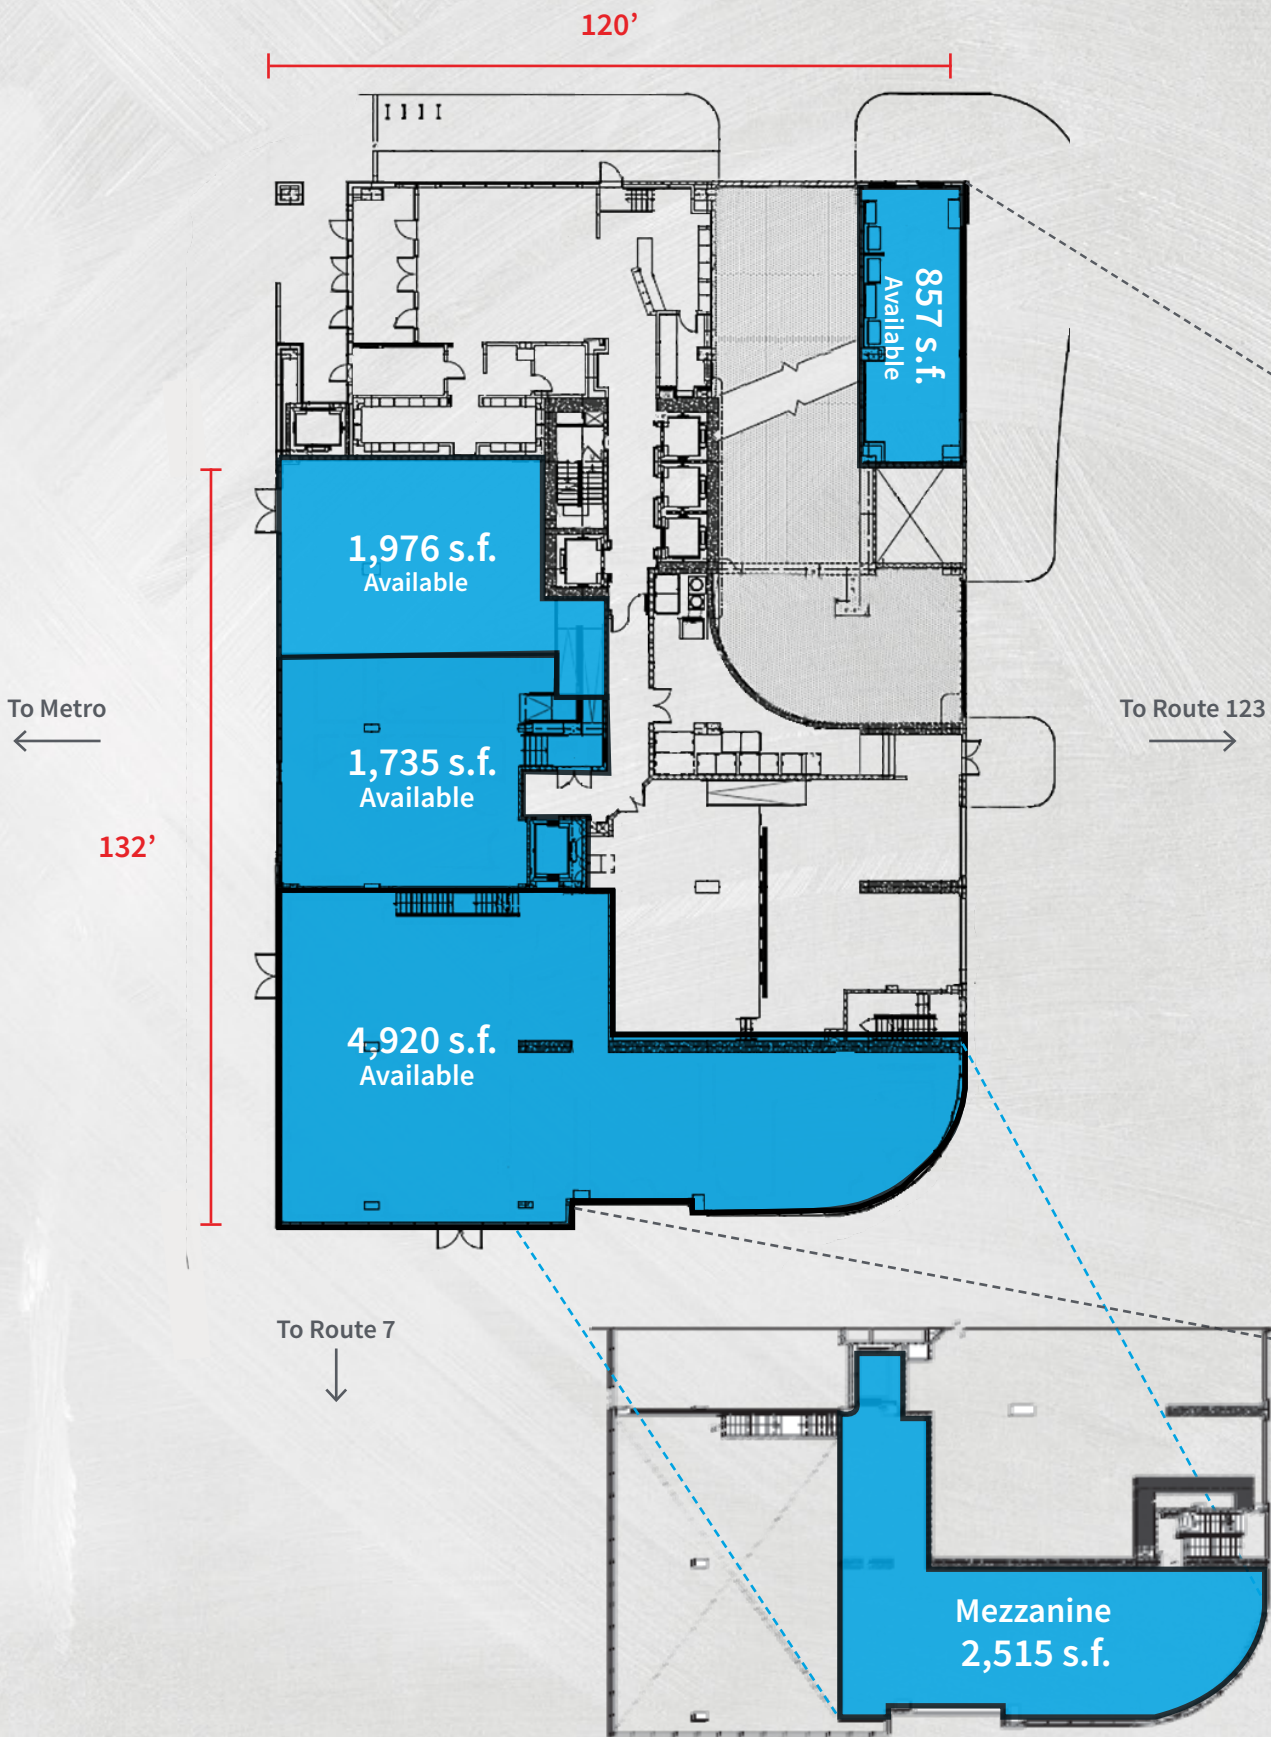 120’
857 s.f.
Available
1,976 s.f.
Available
To Metro
To Route 123
1,735 s.f.
Available
132’
4,920 s.f.
Available
To Route 7
Mezzanine
2,515 s.f.